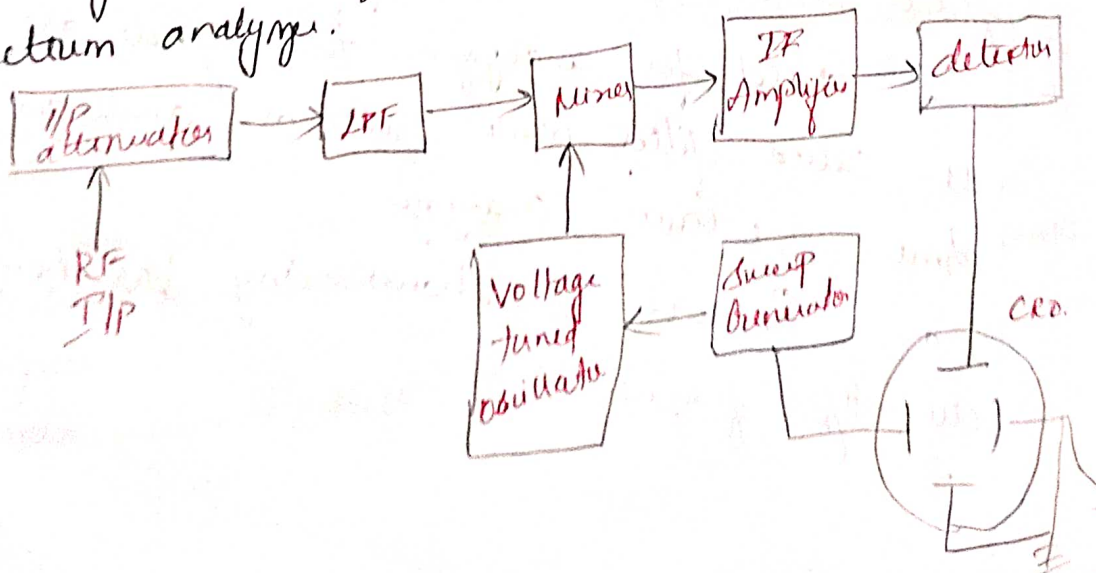 ctrum analyzer.
I/P
attenuator
LPF
Mixer
IF
Amplifier
detector
RF
I/P
Voltage
tuned
oscillator
Sweep
Generator
CRO.